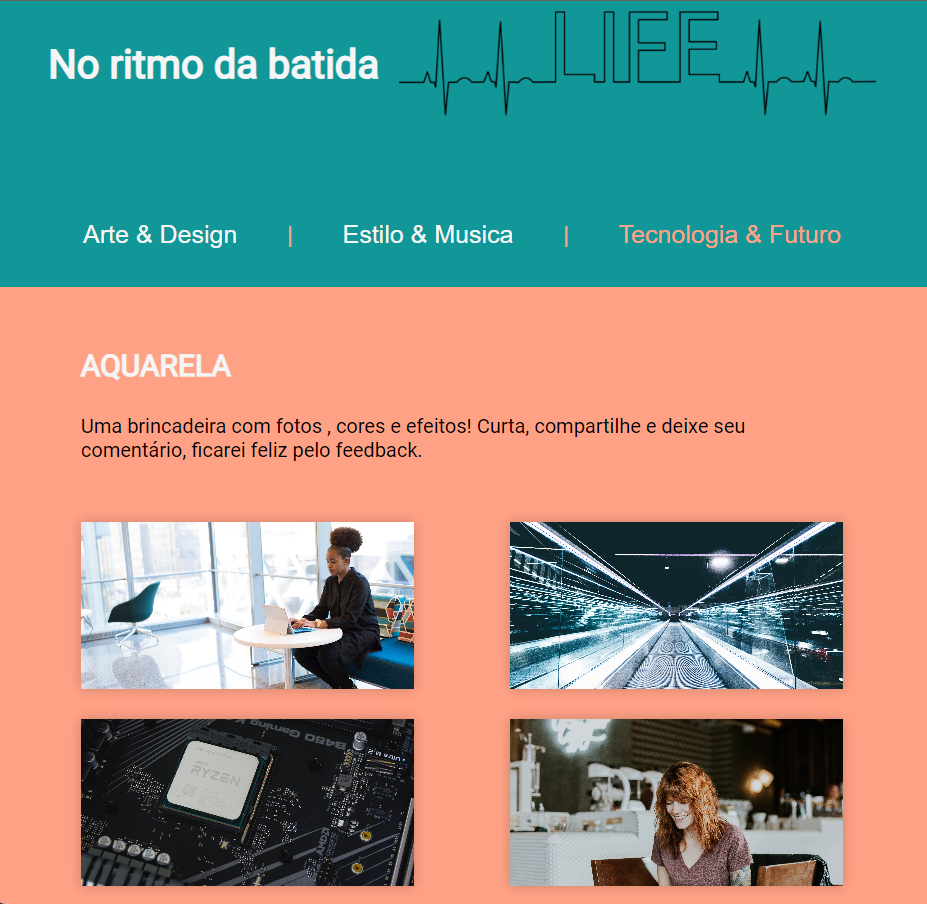 No ritmo da batida
LIFE
Arte & Design | Estilo & Musica | Tecnologia & Futuro
AQUARELA
Uma brincadeira com fotos , cores e efeitos! Curta, compartilhe e deixe seu
comentário, ficarei feliz pelo feedback.
B450 Gaming K
RYZEN